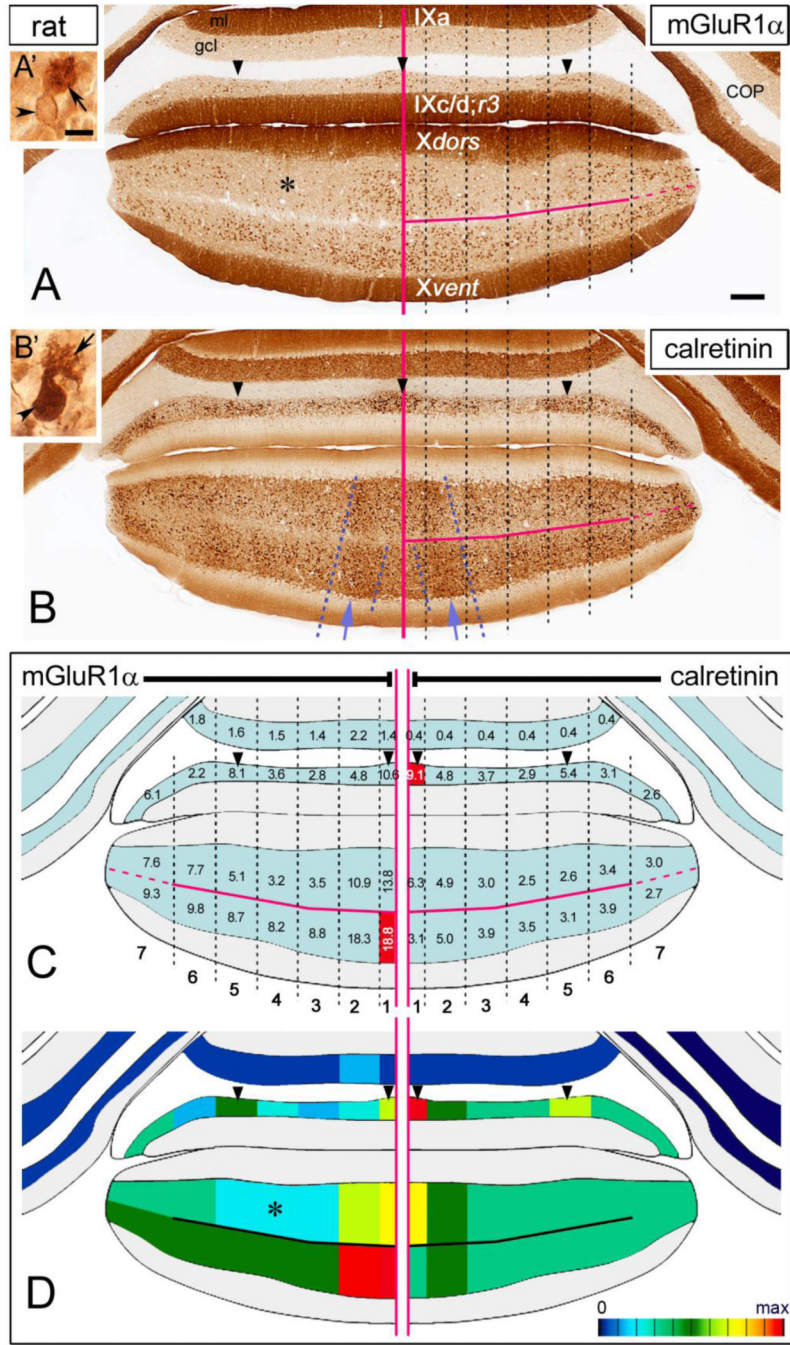 rat
mGluR1α
IXa
ml
gcl
A'
COP
IXc/d;r3
Xdors
*
Xvent
A
B'
calretinin
B
mGluR1α calretinin
1.8 1.6 1.5 1.4 2.2 1.4 0.4 0.4 0.4 0.4 0.4 0.4
6.1 2.2 8.1 3.6 2.8 4.8 10.6 9.1 4.8 3.7 2.9 5.4 3.1 2.6
7.6 7.7 5.1 3.2 3.5 10.9 13.8 6.3 4.9 3.0 2.5 2.6 3.4 3.0
9.3 9.8 8.7 8.2 8.8 18.3 18.8 3.1 5.0 3.9 3.5 3.1 3.9 2.7
C
7 6 5 4 3 2 1 1 2 3 4 5 6 7
*
D
0 max